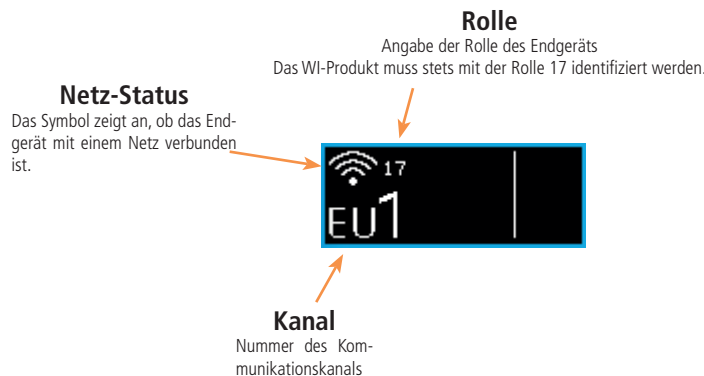 Rolle
Angabe der Rolle des Endgeräts
Das WI-Produkt muss stets mit der Rolle 17 identifiziert werden.
Netz-Status
Das Symbol zeigt an, ob das End-
gerät mit einem Netz verbunden
ist.
17
EU1
Kanal
Nummer des Kom-
munikationskanals